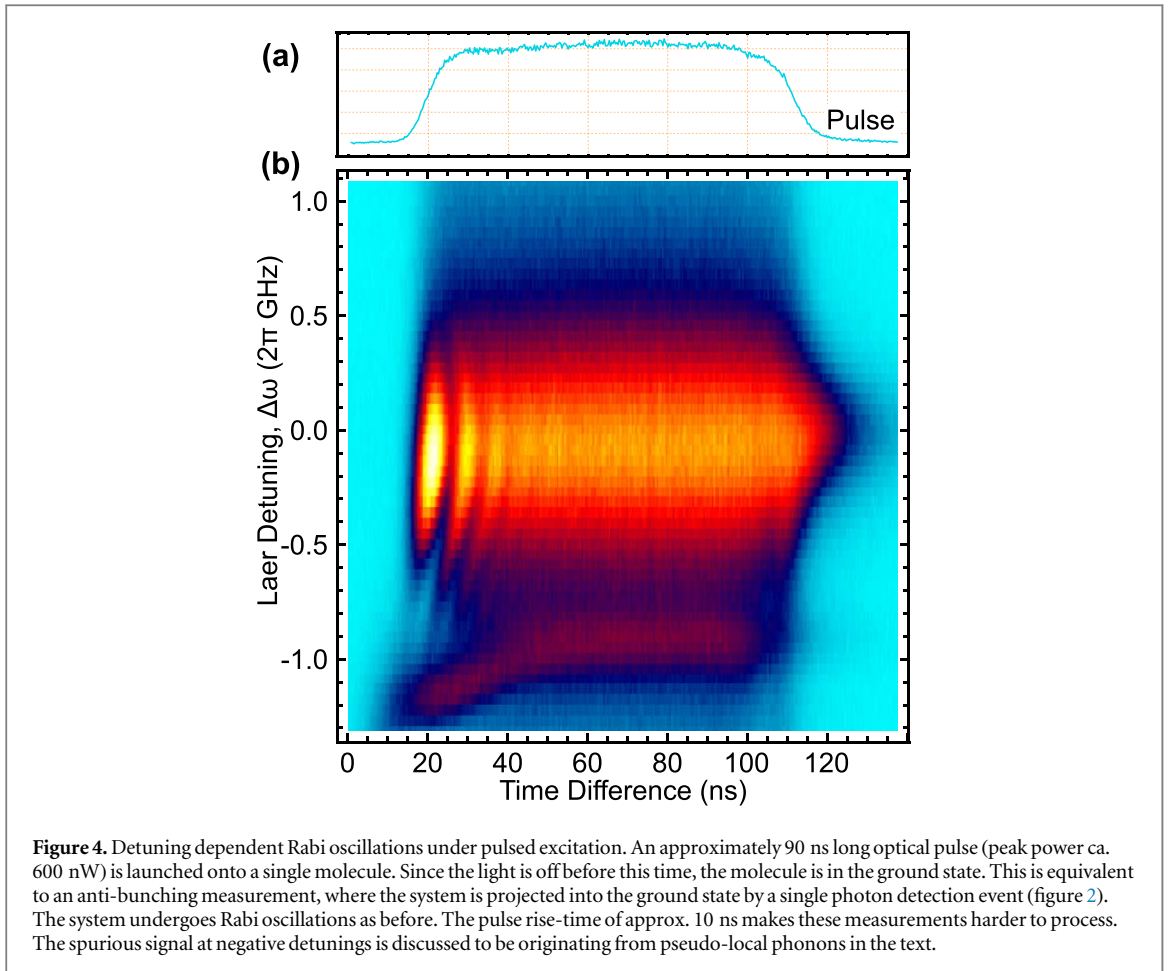 (a)
Pulse
(b)
1.0
0.5
0.0
-0.5
-1.0
Laer Detuning, Δω (2π GHz)
0 20 40 60 80 100 120
Time Difference (ns)
Figure 4. Detuning dependent Rabi oscillations under pulsed excitation. An approximately 90 ns long optical pulse (peak power ca.
600 nW) is launched onto a single molecule. Since the light is off before this time, the molecule is in the ground state. This is equivalent
to an anti-bunching measurement, where the system is projected into the ground state by a single photon detection event (figure 2).
The system undergoes Rabi oscillations as before. The pulse rise-time of approx. 10 ns makes these measurements harder to process.
The spurious signal at negative detunings is discussed to be originating from pseudo-local phonons in the text.